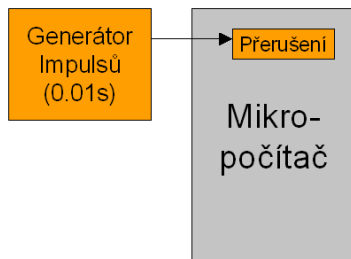 Generátor
Impulsů
(0.01s)
Přerušení
Mikro-
počítač